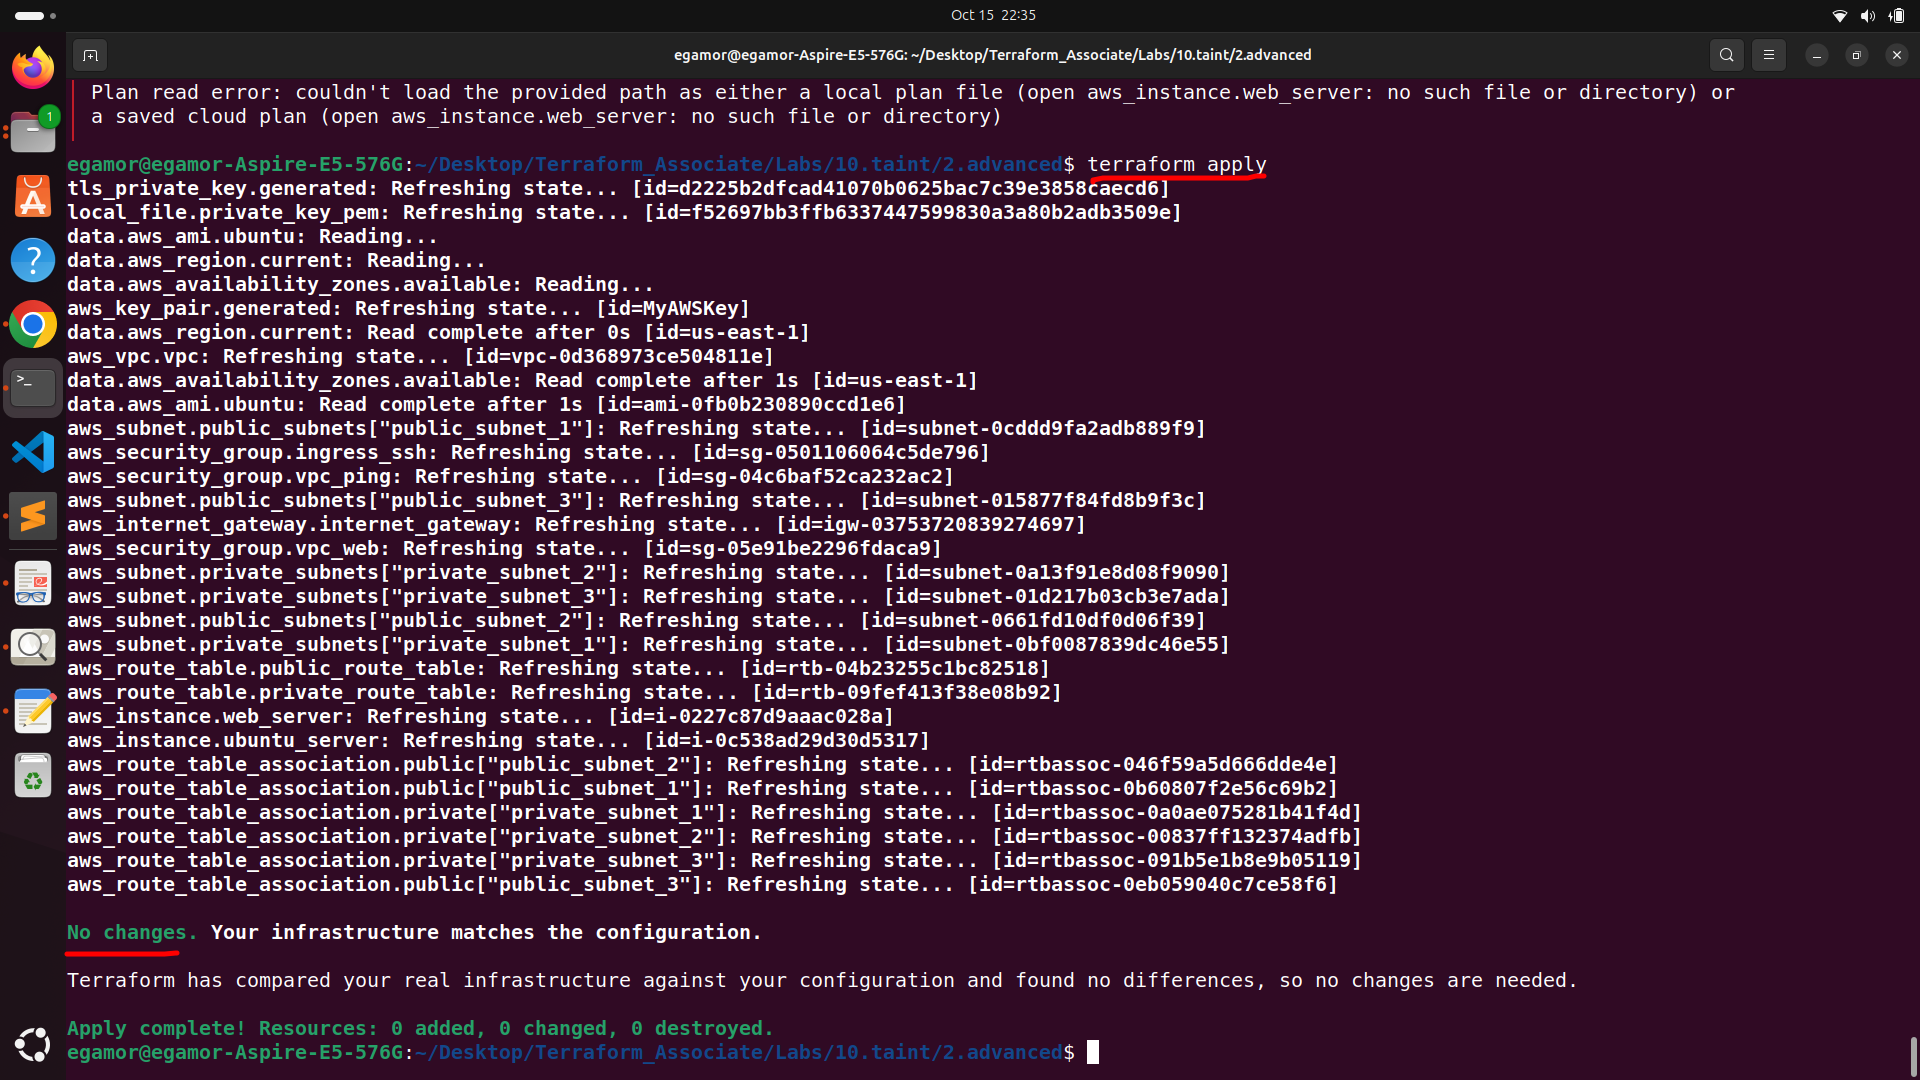 Oct 15 22:35
egamor@egamor-Aspire-E5-576G: ~/Desktop/Terraform_Associate/Labs/10.taint/2.advanced
1
Plan read error: couldn't load the provided path as either a local plan file (open aws_instance.web_server: no such file or directory) or
a saved cloud plan (open aws_instance.web_server: no such file or directory)
egamor@egamor-Aspire-E5-576G:~/Desktop/Terraform_Associate/Labs/10.taint/2.advanced$ terraform apply
tls_private_key.generated: Refreshing state... [id=d2225b2dfcad41070b0625bac7c39e3858caecd6]
local_file.private_key_pem: Refreshing state... [id=f52697bb3ffb6337447599830a3a80b2adb3509e]
data.aws_ami.ubuntu: Reading...
data.aws_region.current: Reading...
data.aws_availability_zones.available: Reading...
aws_key_pair.generated: Refreshing state... [id=MyAWSKey]
data.aws_region.current: Read complete after 0s [id=us-east-1]
aws_vpc.vpc: Refreshing state... [id=vpc-0d368973ce504811e]
data.aws_availability_zones.available: Read complete after 1s [id=us-east-1]
data.aws_ami.ubuntu: Read complete after 1s [id=ami-0fb0b230890ccd1e6]
aws_subnet.public_subnets["public_subnet_1"]: Refreshing state... [id=subnet-0cddd9fa2adb889f9]
aws_security_group.ingress_ssh: Refreshing state... [id=sg-0501106064c5de796]
aws_security_group.vpc_ping: Refreshing state... [id=sg-04c6baf52ca232ac2]
aws_subnet.public_subnets["public_subnet_3"]: Refreshing state... [id=subnet-015877f84fd8b9f3c]
aws_internet_gateway.internet_gateway: Refreshing state... [id=igw-03753720839274697]
aws_security_group.vpc_web: Refreshing state... [id=sg-05e91be2296fdaca9]
aws_subnet.private_subnets["private_subnet_2"]: Refreshing state... [id=subnet-0a13f91e8d08f9090]
aws_subnet.private_subnets["private_subnet_3"]: Refreshing state... [id=subnet-01d217b03cb3e7ada]
aws_subnet.public_subnets["public_subnet_2"]: Refreshing state... [id=subnet-0661fd10df0d06f39]
aws_subnet.private_subnets["private_subnet_1"]: Refreshing state... [id=subnet-0bf0087839dc46e55]
aws_route_table.public_route_table: Refreshing state... [id=rtb-04b23255c1bc82518]
aws_route_table.private_route_table: Refreshing state... [id=rtb-09fef413f38e08b92]
aws_instance.web_server: Refreshing state... [id=i-0227c87d9aaac028a]
aws_instance.ubuntu_server: Refreshing state... [id=i-0c538ad29d30d5317]
aws_route_table_association.public["public_subnet_2"]: Refreshing state... [id=rtbassoc-046f59a5d666dde4e]
aws_route_table_association.public["public_subnet_1"]: Refreshing state... [id=rtbassoc-0b60807f2e56c69b2]
aws_route_table_association.private["private_subnet_1"]: Refreshing state... [id=rtbassoc-0a0ae075281b41f4d]
aws_route_table_association.private["private_subnet_2"]: Refreshing state... [id=rtbassoc-00837ff132374adfb]
aws_route_table_association.private["private_subnet_3"]: Refreshing state... [id=rtbassoc-091b5e1b8e9b05119]
aws_route_table_association.public["public_subnet_3"]: Refreshing state... [id=rtbassoc-0eb059040c7ce58f6]
No changes. Your infrastructure matches the configuration.
Terraform has compared your real infrastructure against your configuration and found no differences, so no changes are needed.
Apply complete! Resources: 0 added, 0 changed, 0 destroyed.
egamor@egamor-Aspire-E5-576G:~/Desktop/Terraform_Associate/Labs/10.taint/2.advanced$